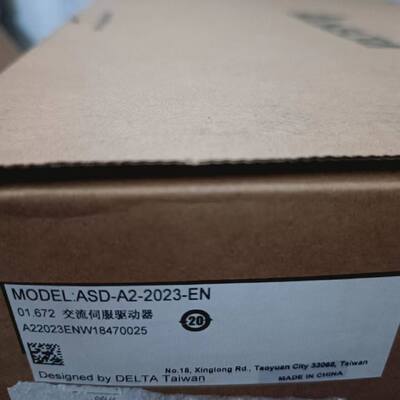 MODEL:ASD-A2-2023-EN
01.672 交流伺服驱动器
A22023ENW18470025
20
No.18, Xinglong Rd., Taoyuan City 33068, Taiwan
Designed by DELTA Taiwan
MADE IN CHINA